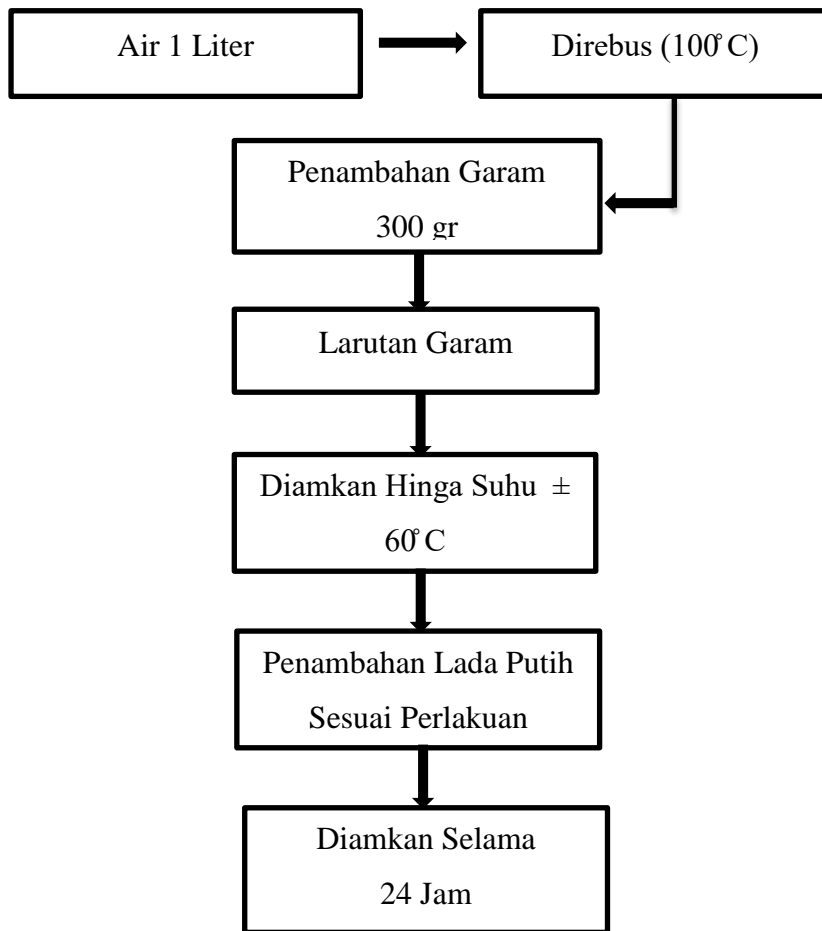 Air 1 Liter
Direbus (100̊ C)
Penambahan Garam
300 gr
Larutan Garam
Diamkan Hinga Suhu ±
60̊ C
Penambahan Lada Putih
Sesuai Perlakuan
Diamkan Selama
24 Jam